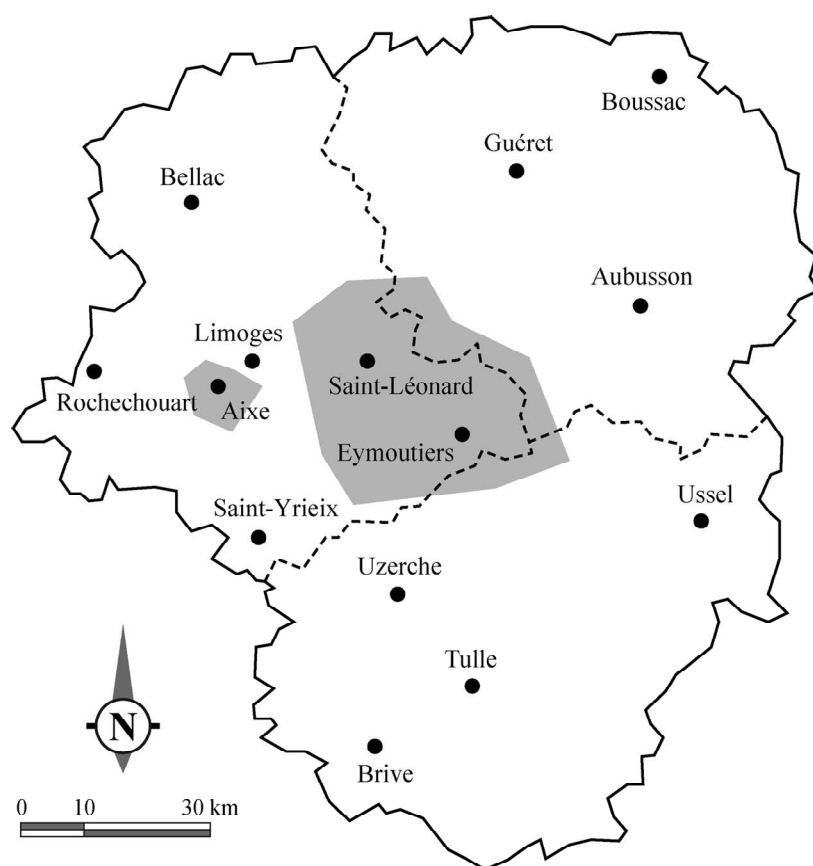 Boussac
Guéret
Bellac
Aubusson
Limoges
Saint-Léonard
Rochechouart
Aixe
Eymoutiers
Ussel
Saint-Yrieix
Uzerche
Tulle
N
Brive
0 10 30 km